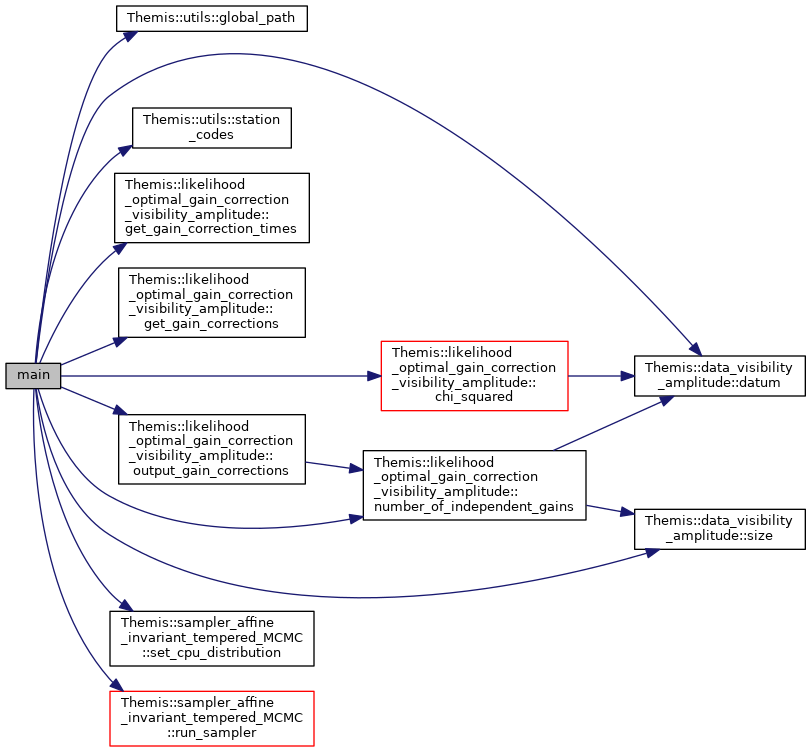 Themis::utils::global_path
Themis::utils::station
_codes
Themis::likelihood
_optimal_gain_correction
_visibility_amplitude::
get_gain_correction_times
Themis::likelihood
_optimal_gain_correction
_visibility_amplitude::
get_gain_corrections
main
Themis::likelihood
_optimal_gain_correction
_visibility_amplitude::
chi_squared
Themis::data_visibility
_amplitude::datum
Themis::likelihood
_optimal_gain_correction
_visibility_amplitude::
output_gain_corrections
Themis::likelihood
_optimal_gain_correction
_visibility_amplitude::
number_of_independent_gains
Themis::data_visibility
_amplitude::size
Themis::sampler_affine
_invariant_tempered_MCMC
::set_cpu_distribution
Themis::sampler_affine
_invariant_tempered_MCMC
::run_sampler